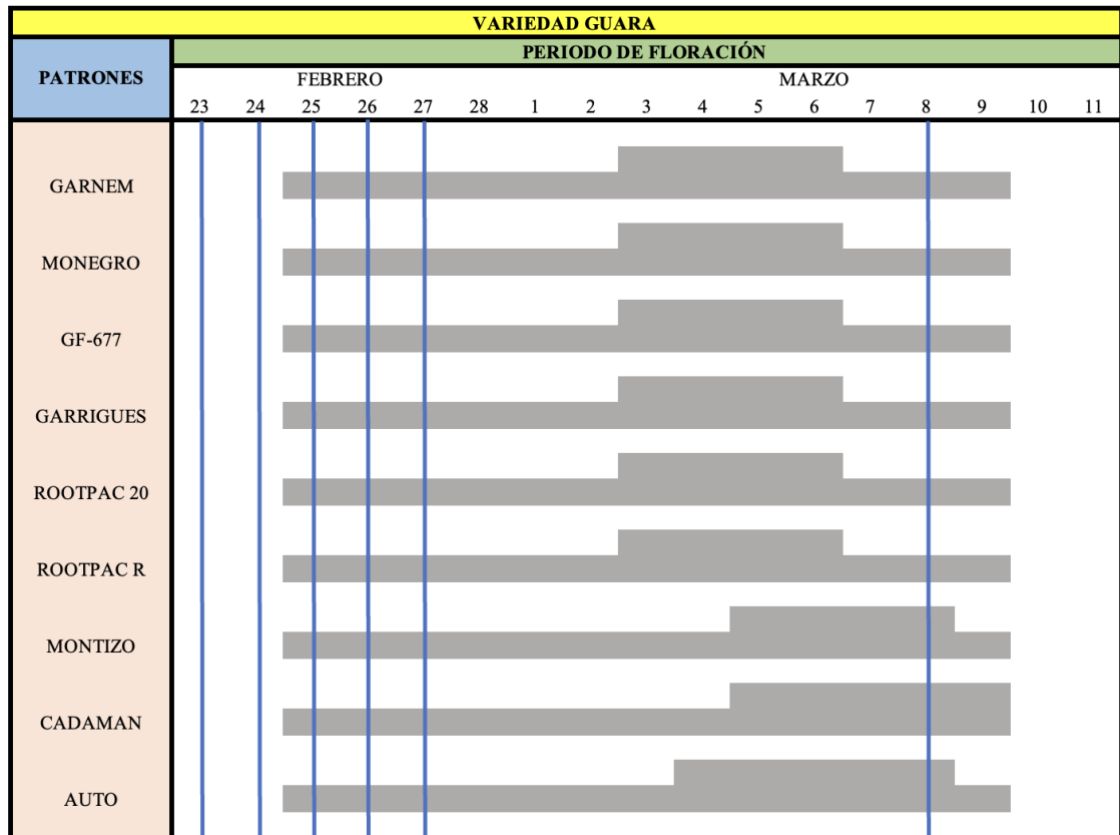 VARIEDAD GUARA
PATRONES
PERIODO DE FLORACIÓN
FEBRERO MARZO
23 24 25 26 27 28 1 2 3 4 5 6 7 8 9 10 11
GARNEM
MONEGRO
GF-677
GARRIGUES
ROOTPAC 20
ROOTPAC R
MONTIZO
CADAMAN
AUTO